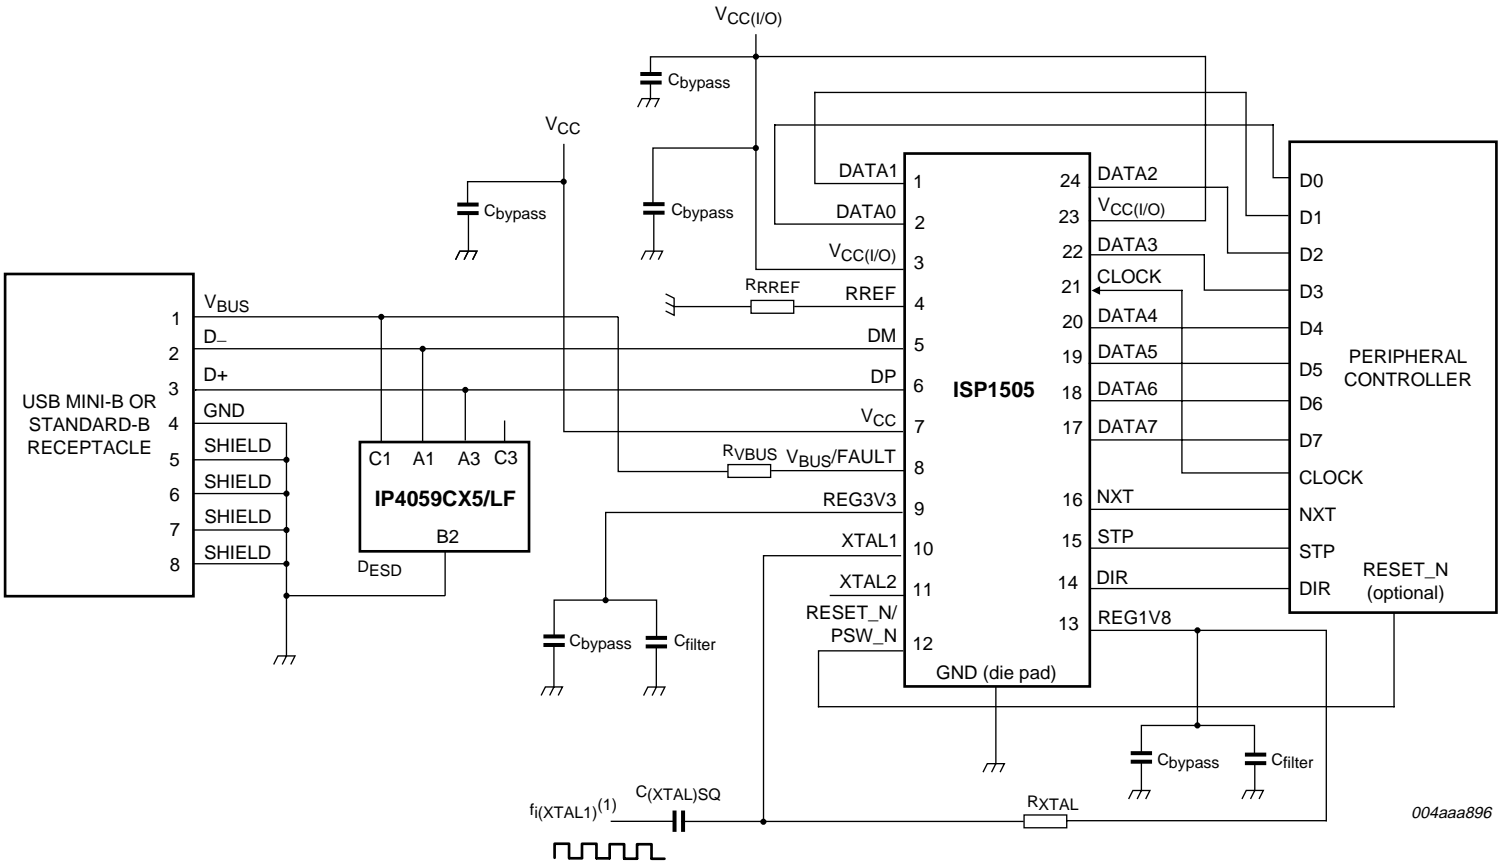 VCC(I/O)
Cbypass
VCC
Cbypass
Cbypass
USB MINI-B OR
STANDARD-B
RECEPTACLE
1 VBUS
2 D–
3 D+
4 GND
5 SHIELD
6 SHIELD
7 SHIELD
8 SHIELD
C1 A1 A3 C3
IP4059CX5/LF
B2
DESD
DATA1 1
DATA0 2
VCC(I/O) 3
RRREF RREF 4
DM 5
DP 6
VCC 7
RVBUS VBUS/FAULT 8
REG3V3 9
XTAL1 10
XTAL2 11
RESET_N/
PSW_N 12
Cbypass Cfilter
ISP1505
GND (die pad)
24 DATA2
23 VCC(I/O)
22 DATA3
21 CLOCK
20 DATA4
19 DATA5
18 DATA6
17 DATA7
16 NXT
15 STP
14 DIR
13 REG1V8
D0
D1
D2
D3
D4
D5
D6
D7
CLOCK
NXT
STP
DIR
PERIPHERAL
CONTROLLER
RESET_N
(optional)
Cbypass Cfilter
fi(XTAL1)(1)
C(XTAL)SQ
RXTAL
004aaa896